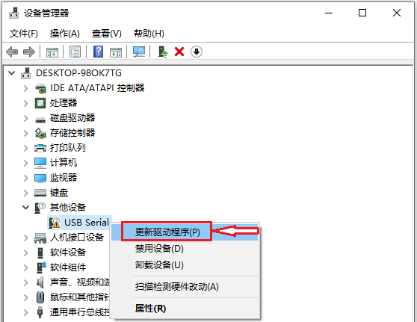 设备管理器
文件(F) 操作(A) 查看(V) 帮助(H)
DESKTOP-98OK7TG
IDE ATA/ATAPI 控制器
处理器
磁盘驱动器
存储控制器
打印队列
计算机
监视器
键盘
其他设备
USB Serial
更新驱动程序(P)
人机接口设备
禁用设备(D)
软件设备
卸载设备(U)
软件组件
声音、视频和游
扫描检测硬件改动(A)
鼠标和其他指针
通用串行总线控
属性(R)